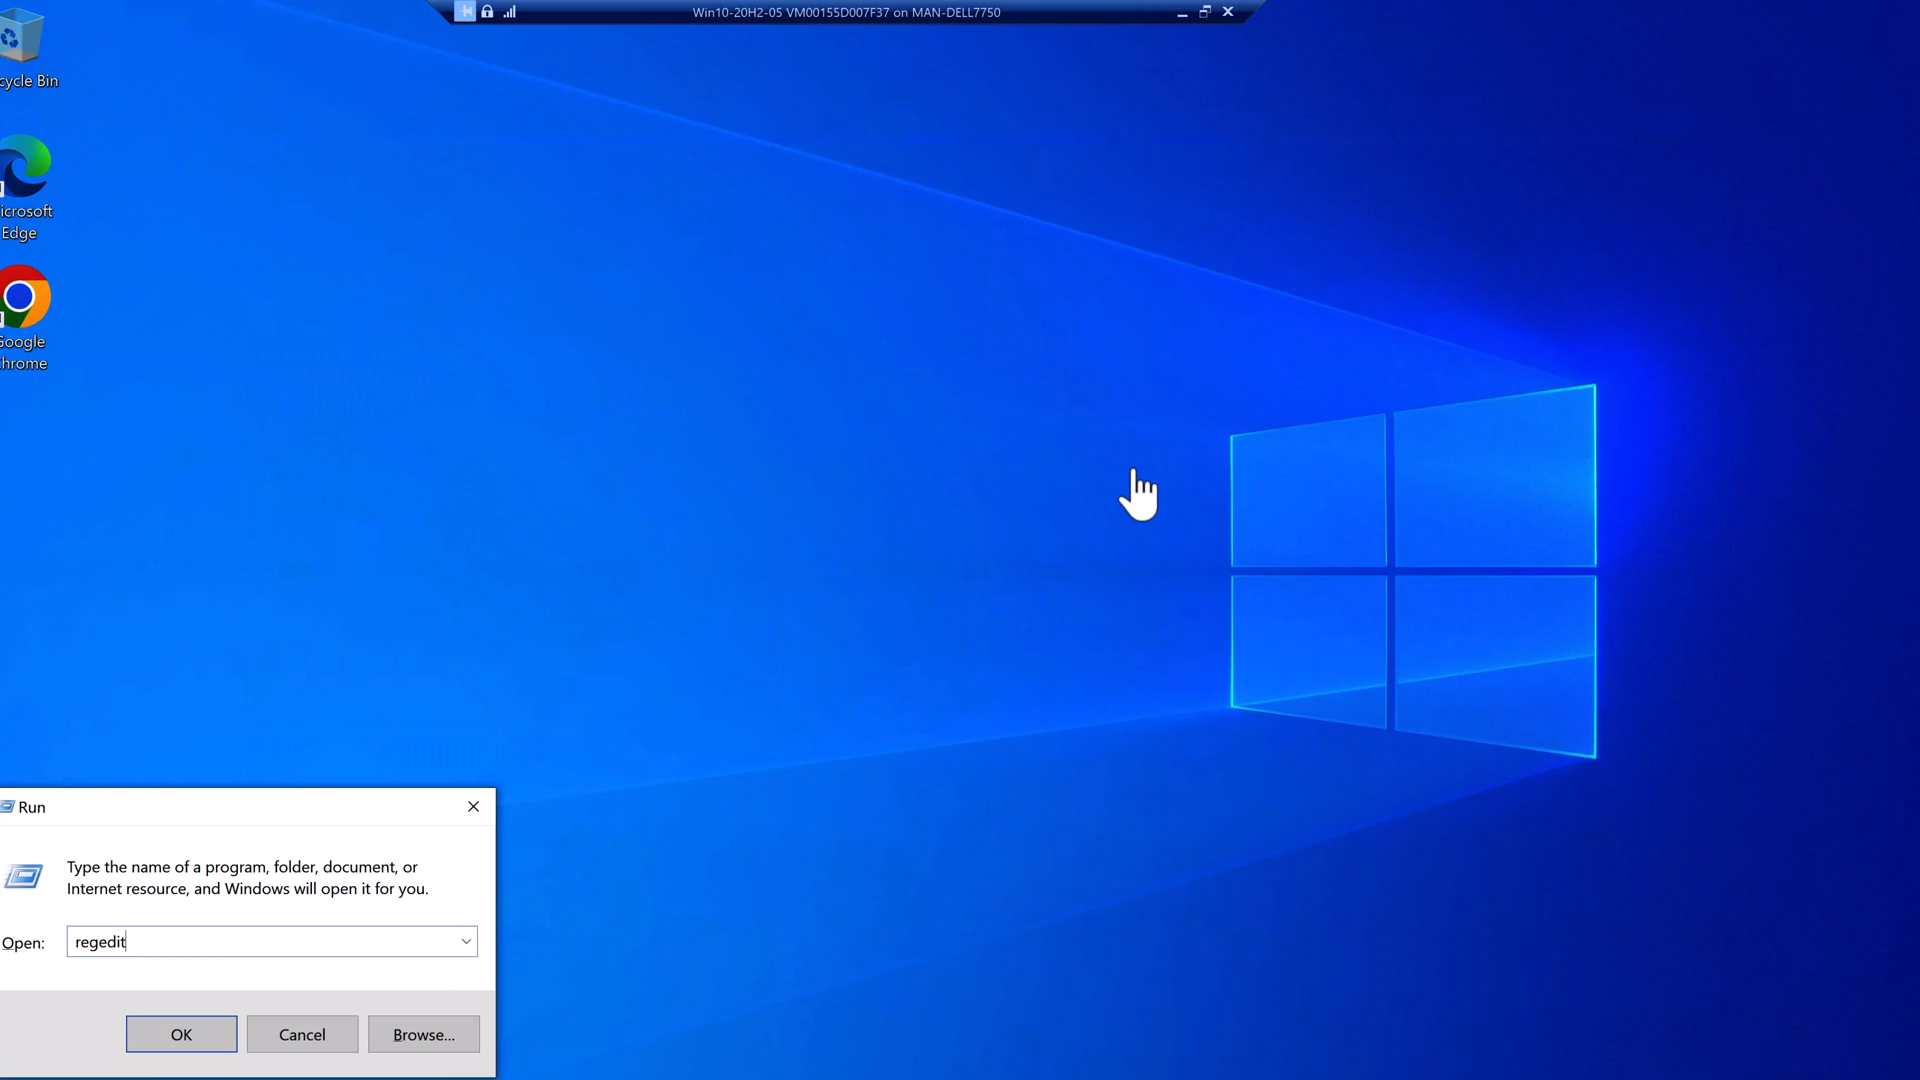 Win10-20H2-05 VM00155D007F37 on MAN-DELL7750
cycle Bin
icrosoft
Edge
Google
hrome
Run
Type the name of a program, folder, document, or
Internet resource, and Windows will open it for you.
Open:
regedit
OK
Cancel
Browse...